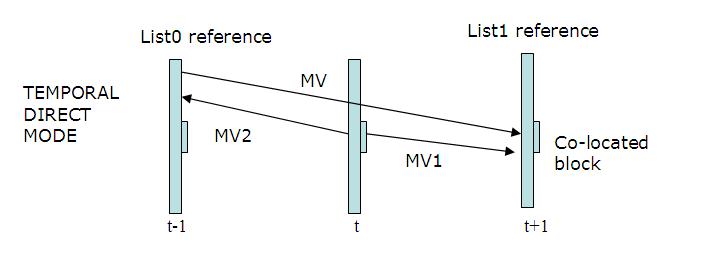 List0 reference
List1 reference
TEMPORAL
DIRECT
MODE
MV
MV2
MV1
Co-located
block
t-1
t
t+1